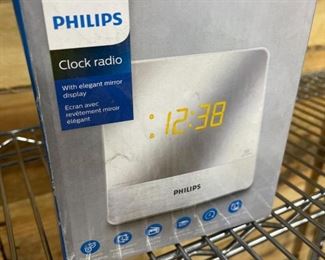 PHILIPS
Clock radio
With elegant mirror
display
Ecran avec
revêtement miroir
élégant
12:38
PHILIPS